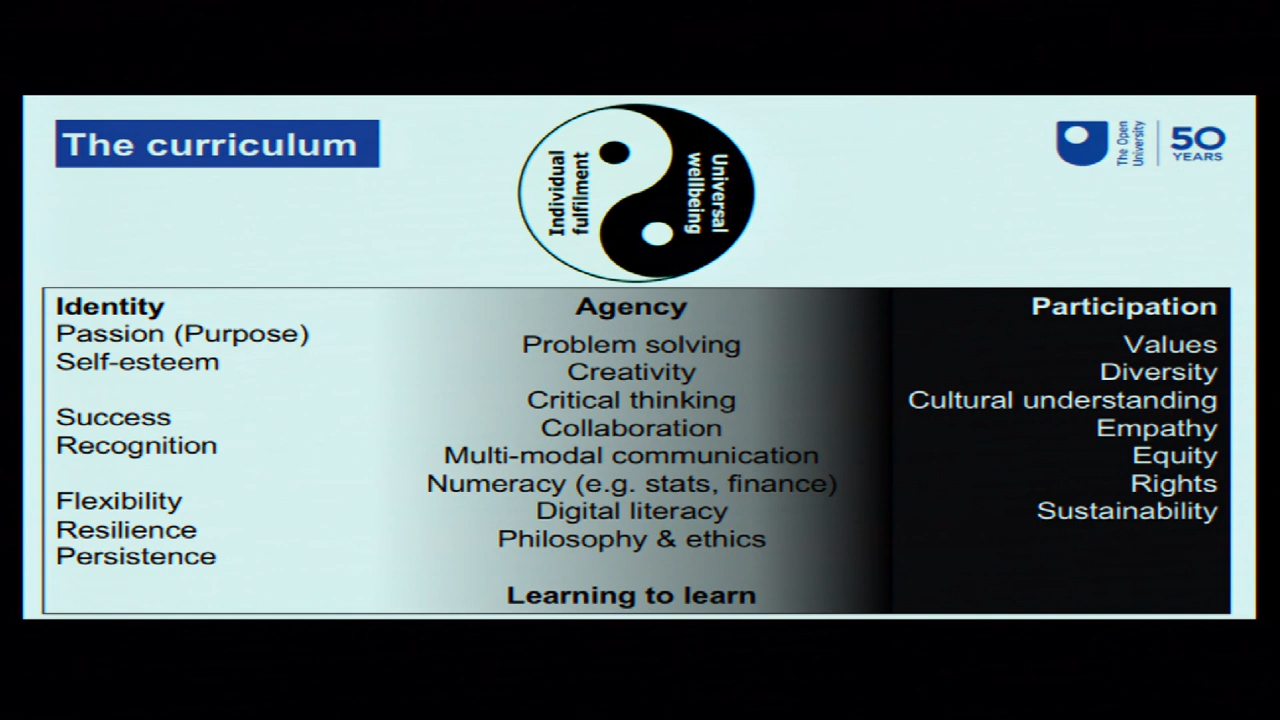 The curriculum
Individual
fulfilment
Universal
wellbeing
The Open
University
50
YEARS
Identity
Passion (Purpose)
Self-esteem
Success
Recognition
Flexibility
Resilience
Persistence
Agency
Problem solving
Creativity
Critical thinking
Collaboration
Multi-modal communication
Numeracy (e.g. stats, finance)
Digital literacy
Philosophy & ethics
Learning to learn
Participation
Values
Diversity
Cultural understanding
Empathy
Equity
Rights
Sustainability